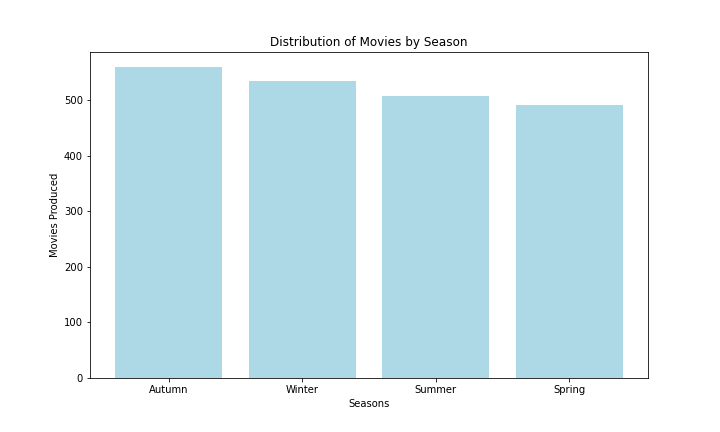 Distribution of Movies by Season
Movies Produced
500
400
300
200
100
0
Autumn Winter Summer Spring
Seasons